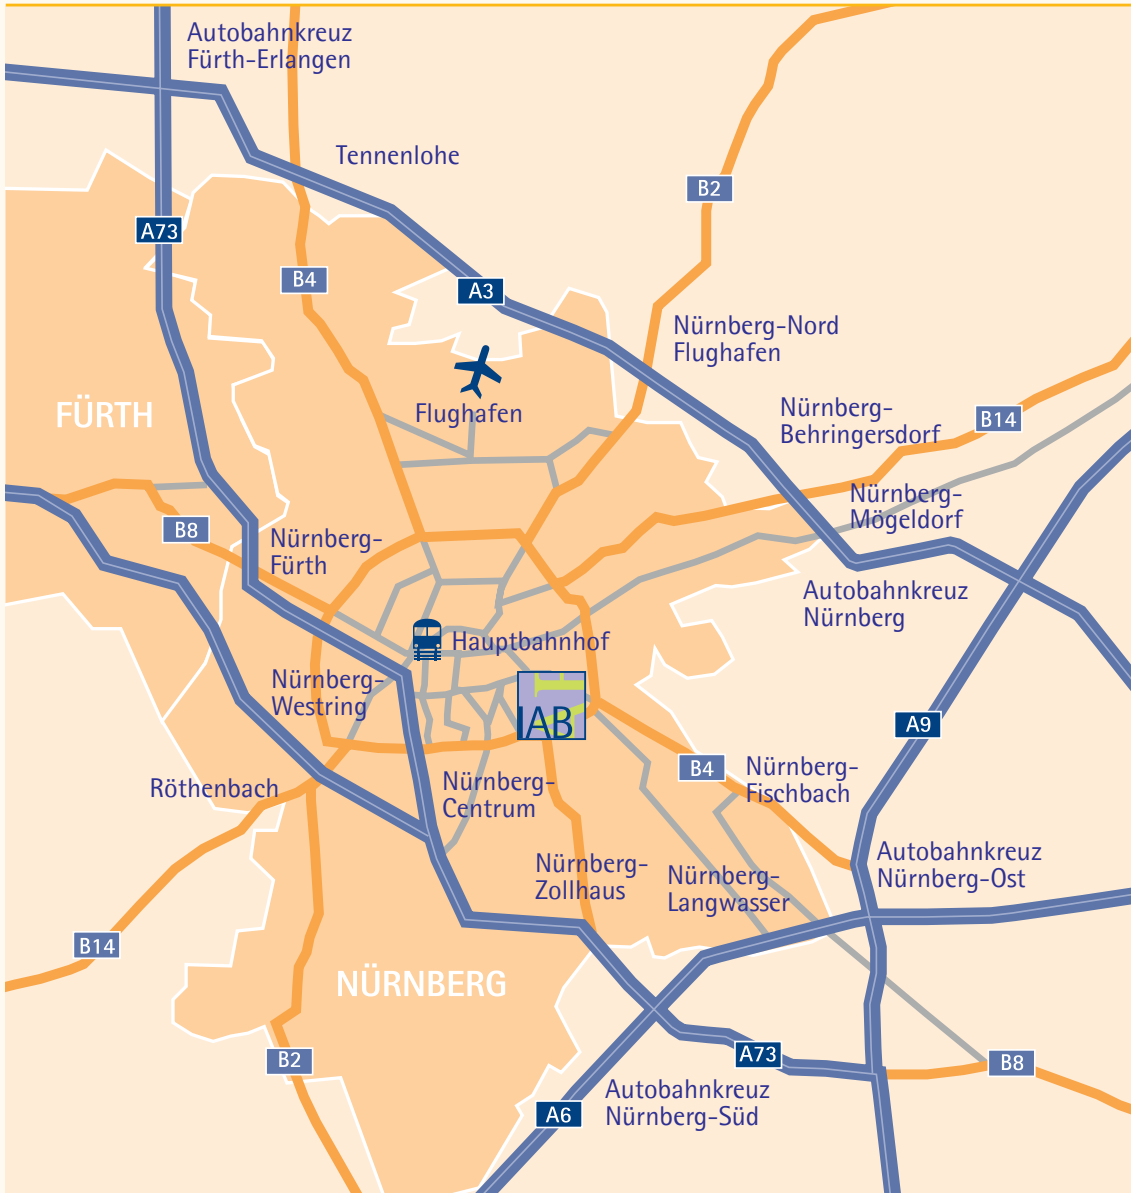 Autobahnkreuz
Fürth-Erlangen
Tennenlohe
B2
A73
B4
A3
Nürnberg-Nord
Flughafen
FÜRTH
Flughafen
Nürnberg-
Behringersdorf
B14
Nürnberg-
Mögeldorf
B8
Nürnberg-
Fürth
Autobahnkreuz
Nürnberg
Hauptbahnhof
Nürnberg-
Westring
IAB
A9
B4
Nürnberg-
Fischbach
Röthenbach
Nürnberg-
Centrum
Nürnberg-
Zollhaus
Nürnberg-
Langwasser
Autobahnkreuz
Nürnberg-Ost
B14
NÜRNBERG
B2
A73
B8
Autobahnkreuz
Nürnberg-Süd
A6